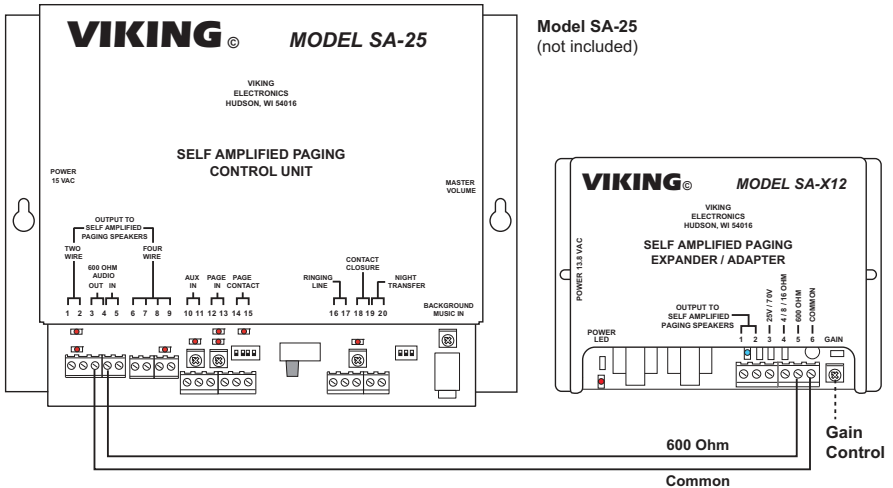 VIKING © MODEL SA-25
VIKING
ELECTRONICS
HUDSON, WI 54016
SELF AMPLIFIED PAGING
CONTROL UNIT
POWER
15 VAC
MASTER
VOLUME
OUTPUT TO
SELF AMPLIFIED
PAGING SPEAKERS
TWO
WIRE
FOUR
WIRE
600 OHM
AUDIO
OUT IN
AUX
IN
PAGE
IN
PAGE
CONTACT
RINGING
LINE
CONTACT
CLOSURE
NIGHT
TRANSFER
BACKGROUND
MUSIC IN
1 2 3 4 5 6 7 8 9 10 11 12 13 14 15 16 17 18 19 20
Model SA-25
(not included)
VIKING © MODEL SA-X12
VIKING
ELECTRONICS
HUDSON, WI 54016
SELF AMPLIFIED PAGING
EXPANDER / ADAPTER
POWER 13.8 VAC
POWER
LED
OUTPUT TO
SELF AMPLIFIED
PAGING SPEAKERS
25V / 70V
4 / 8 / 16 OHM
600 OHM
COMMON
1 2 3 4 5 6
GAIN
Gain
Control
600 Ohm
Common